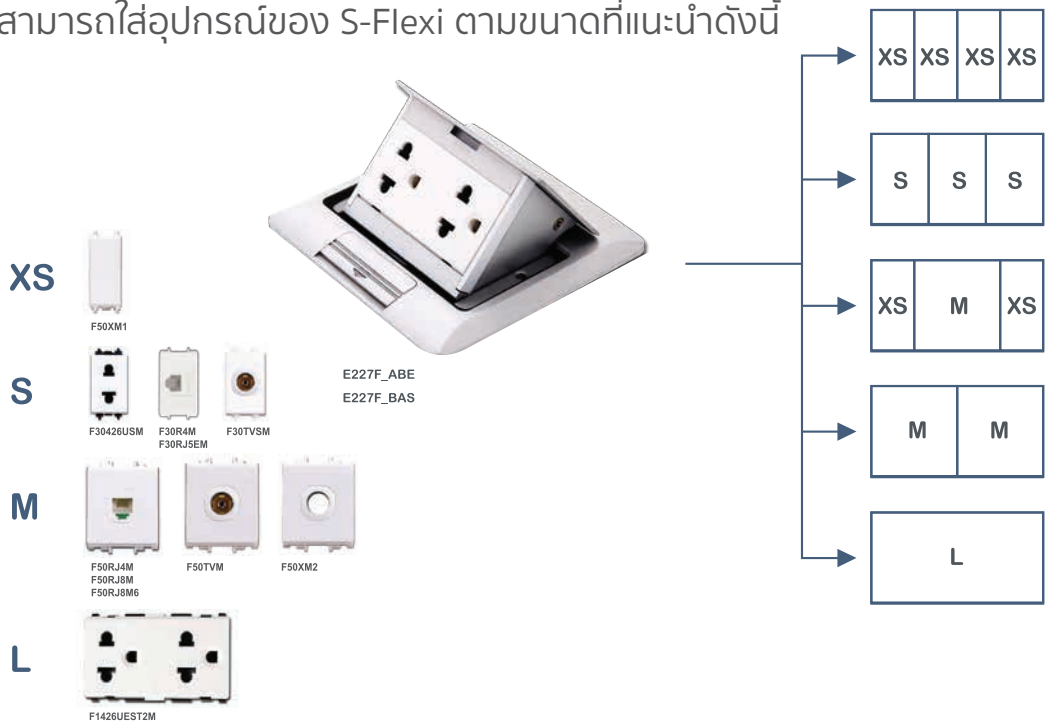 สามารถใส่อุปกรณ์ของ S-Flexi ตามขนาดที่แนะนำดังนี้
XS XS XS XS
S S S
XS M XS
M M
L
XS
F50XM1
E227F_ABE
E227F_BAS
S
F30426USM
F30R4M
F30RJ5EM
F30TVSM
M
F50RJ4M
F50RJ8M
F50RJ8M6
F50TVM
F50XM2
L
F1426UEST2M